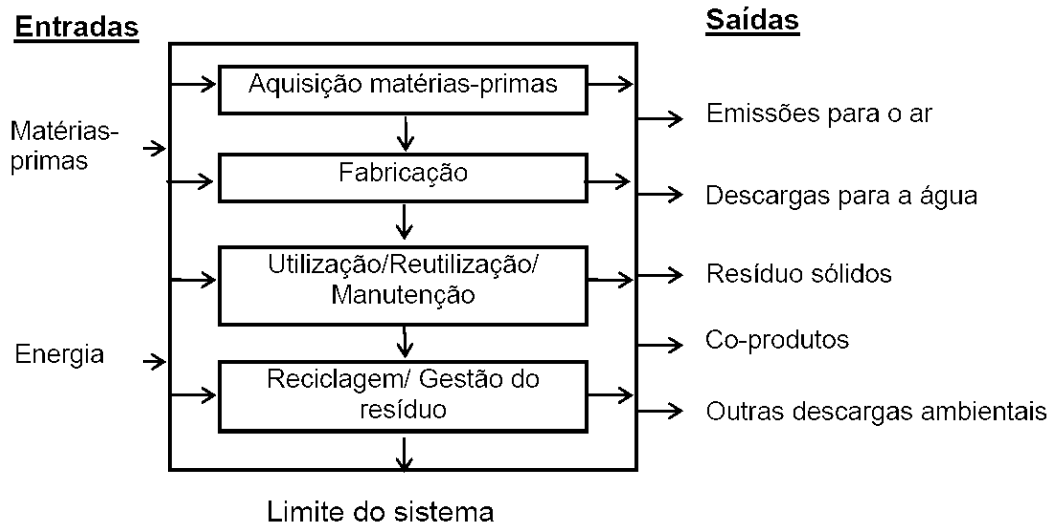 Entradas
Saídas
Aquisição matérias-primas
Matérias-
primas
Fabricação
Utilização/Reutilização/
Manutenção
Energia
Reciclagem/ Gestão do
resíduo
Emissões para o ar
Descargas para a água
Resíduo sólidos
Co-produtos
Outras descargas ambientais
Limite do sistema